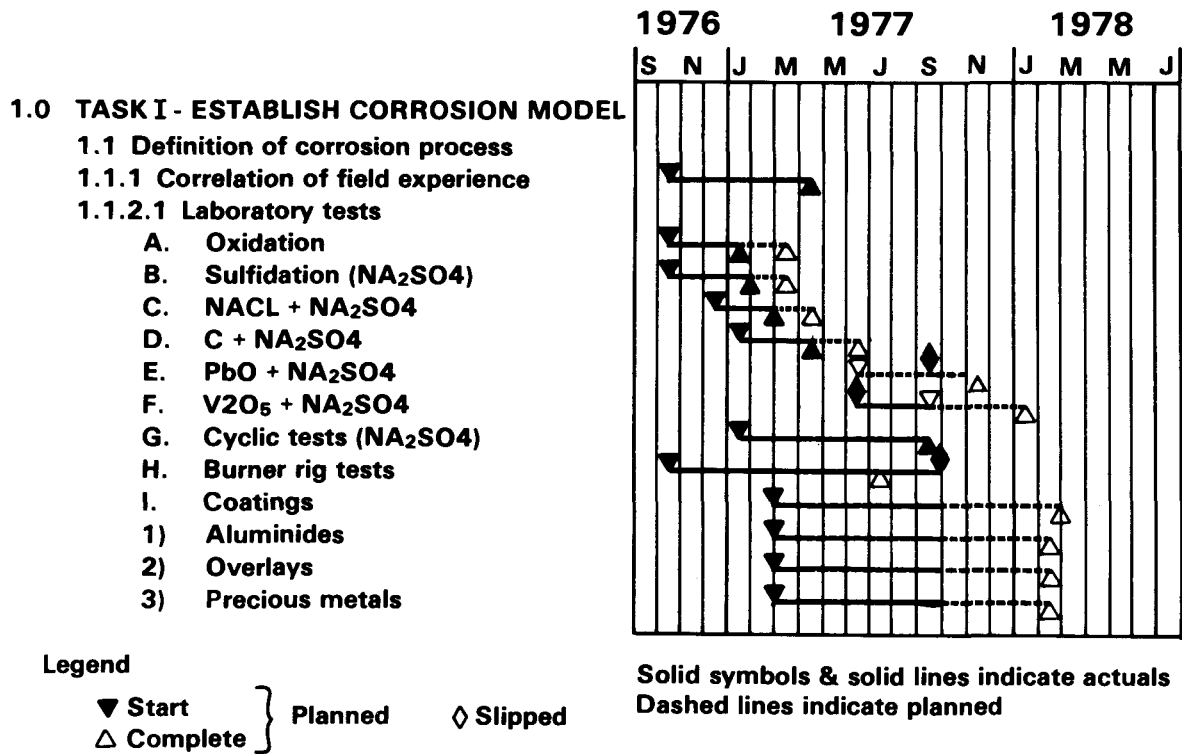 1976 1977 1978
S N J M M J S N J M M J
1.0 TASK I - ESTABLISH CORROSION MODEL
1.1 Definition of corrosion process
1.1.1 Correlation of field experience
1.1.2.1 Laboratory tests
A. Oxidation
B. Sulfidation (NA₂SO4)
C. NACL + NA₂SO4
D. C + NA₂SO4
E. PbO + NA₂SO4
F. V2O₅ + NA₂SO4
G. Cyclic tests (NA₂SO4)
H. Burner rig tests
I. Coatings
1) Aluminides
2) Overlays
3) Precious metals
Legend
▼ Start
△ Complete
} Planned
◊ Slipped
Solid symbols & solid lines indicate actuals
Dashed lines indicate planned